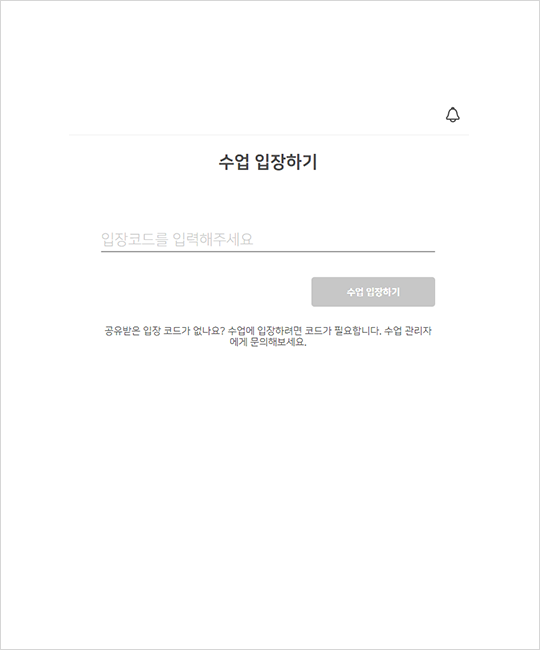 수업 입장하기
입장코드를 입력해주세요
수업 입장하기
공유받은 입장 코드가 없나요? 수업에 입장하려면 코드가 필요합니다. 수업 관리자
에게 문의해보세요.